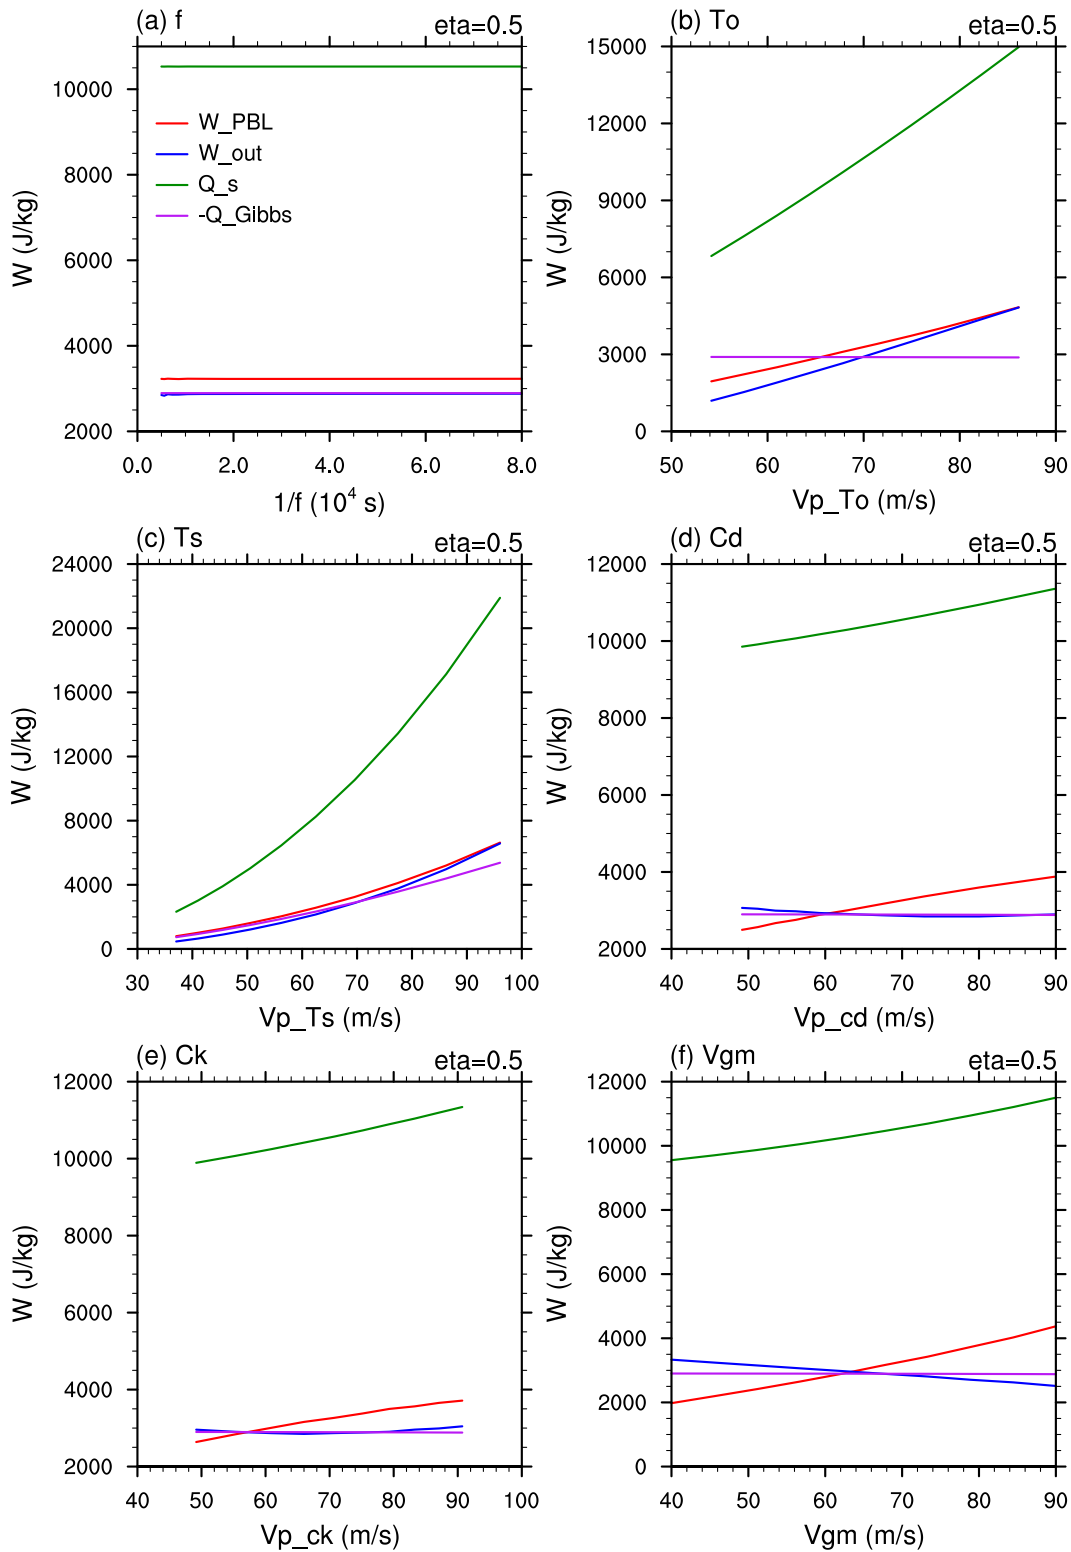 (a) f
eta=0.5
W (J/kg)
10000
8000
6000
4000
2000
W_PBL
W_out
Q_s
-Q_Gibbs
0.0
2.0
4.0
6.0
8.0
1/f (10⁴ s)
(b) To
eta=0.5
W (J/kg)
15000
12000
9000
6000
3000
0
40
50
60
70
80
90
Vp_To (m/s)
(c) Ts
eta=0.5
W (J/kg)
24000
20000
16000
12000
8000
4000
0
30
40
50
60
70
80
90
100
Vp_Ts (m/s)
(d) Cd
eta=0.5
W (J/kg)
12000
10000
8000
6000
4000
2000
40
50
60
70
80
90
Vp_cd (m/s)
(e) Ck
eta=0.5
W (J/kg)
12000
10000
8000
6000
4000
2000
40
50
60
70
80
90
100
Vp_ck (m/s)
(f) Vgm
eta=0.5
W (J/kg)
12000
10000
8000
6000
4000
2000
0
40
50
60
70
80
90
Vgm (m/s)